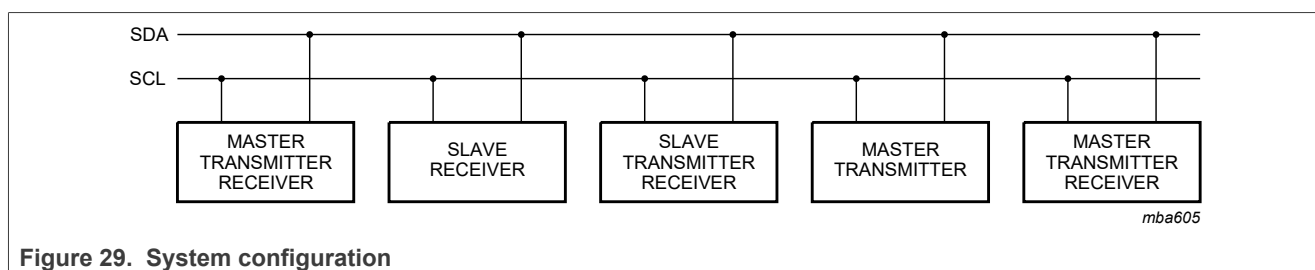 SDA
SCL
MASTER
TRANSMITTER
RECEIVER
SLAVE
RECEIVER
SLAVE
TRANSMITTER
RECEIVER
MASTER
TRANSMITTER
MASTER
TRANSMITTER
RECEIVER
mba605
Figure 29. System configuration